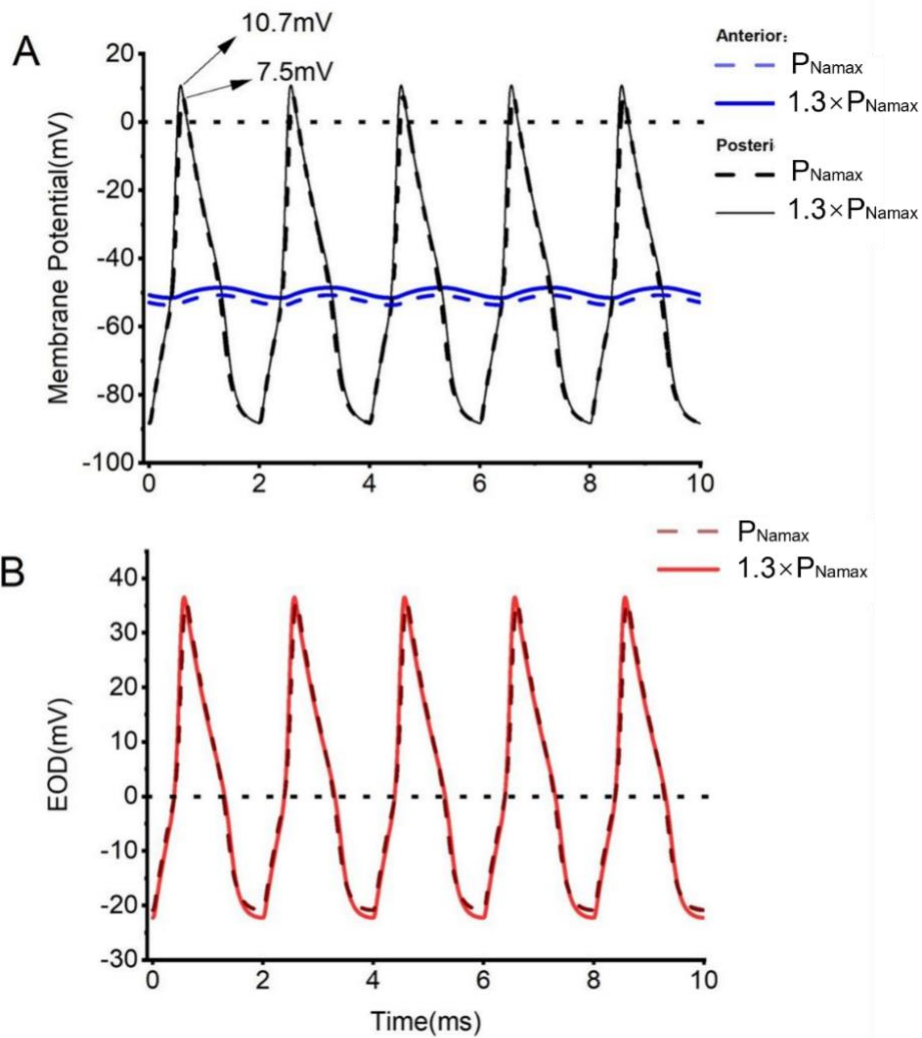 A
10.7mV
7.5mV
Anterior:
PNamax
1.3×PNamax
Posteri
PNamax
1.3×PNamax
Membrane Potential(mV)
20
0
-20
-40
-60
-80
-100
0 2 4 6 8 10
B
PNamax
1.3×PNamax
EOD(mV)
40
30
20
10
0
-10
-20
-30
0 2 4 6 8 10
Time(ms)